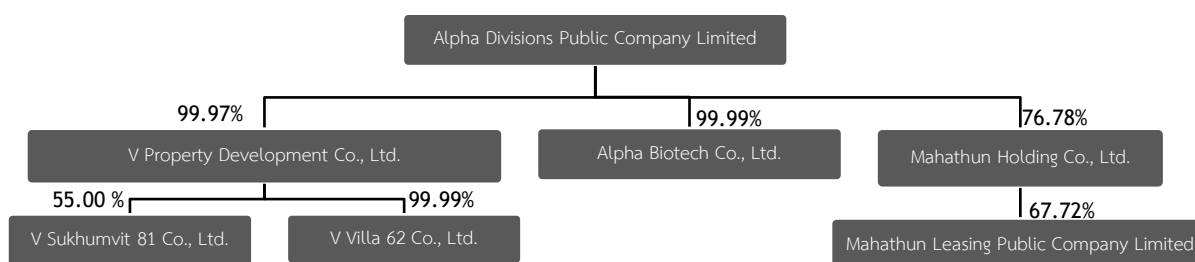 Alpha Divisions Public Company Limited
99.97%
99.99%
76.78%
V Property Development Co., Ltd.
Alpha Biotech Co., Ltd.
Mahathun Holding Co., Ltd.
55.00 %
99.99%
67.72%
V Sukhumvit 81 Co., Ltd.
V Villa 62 Co., Ltd.
Mahathun Leasing Public Company Limited